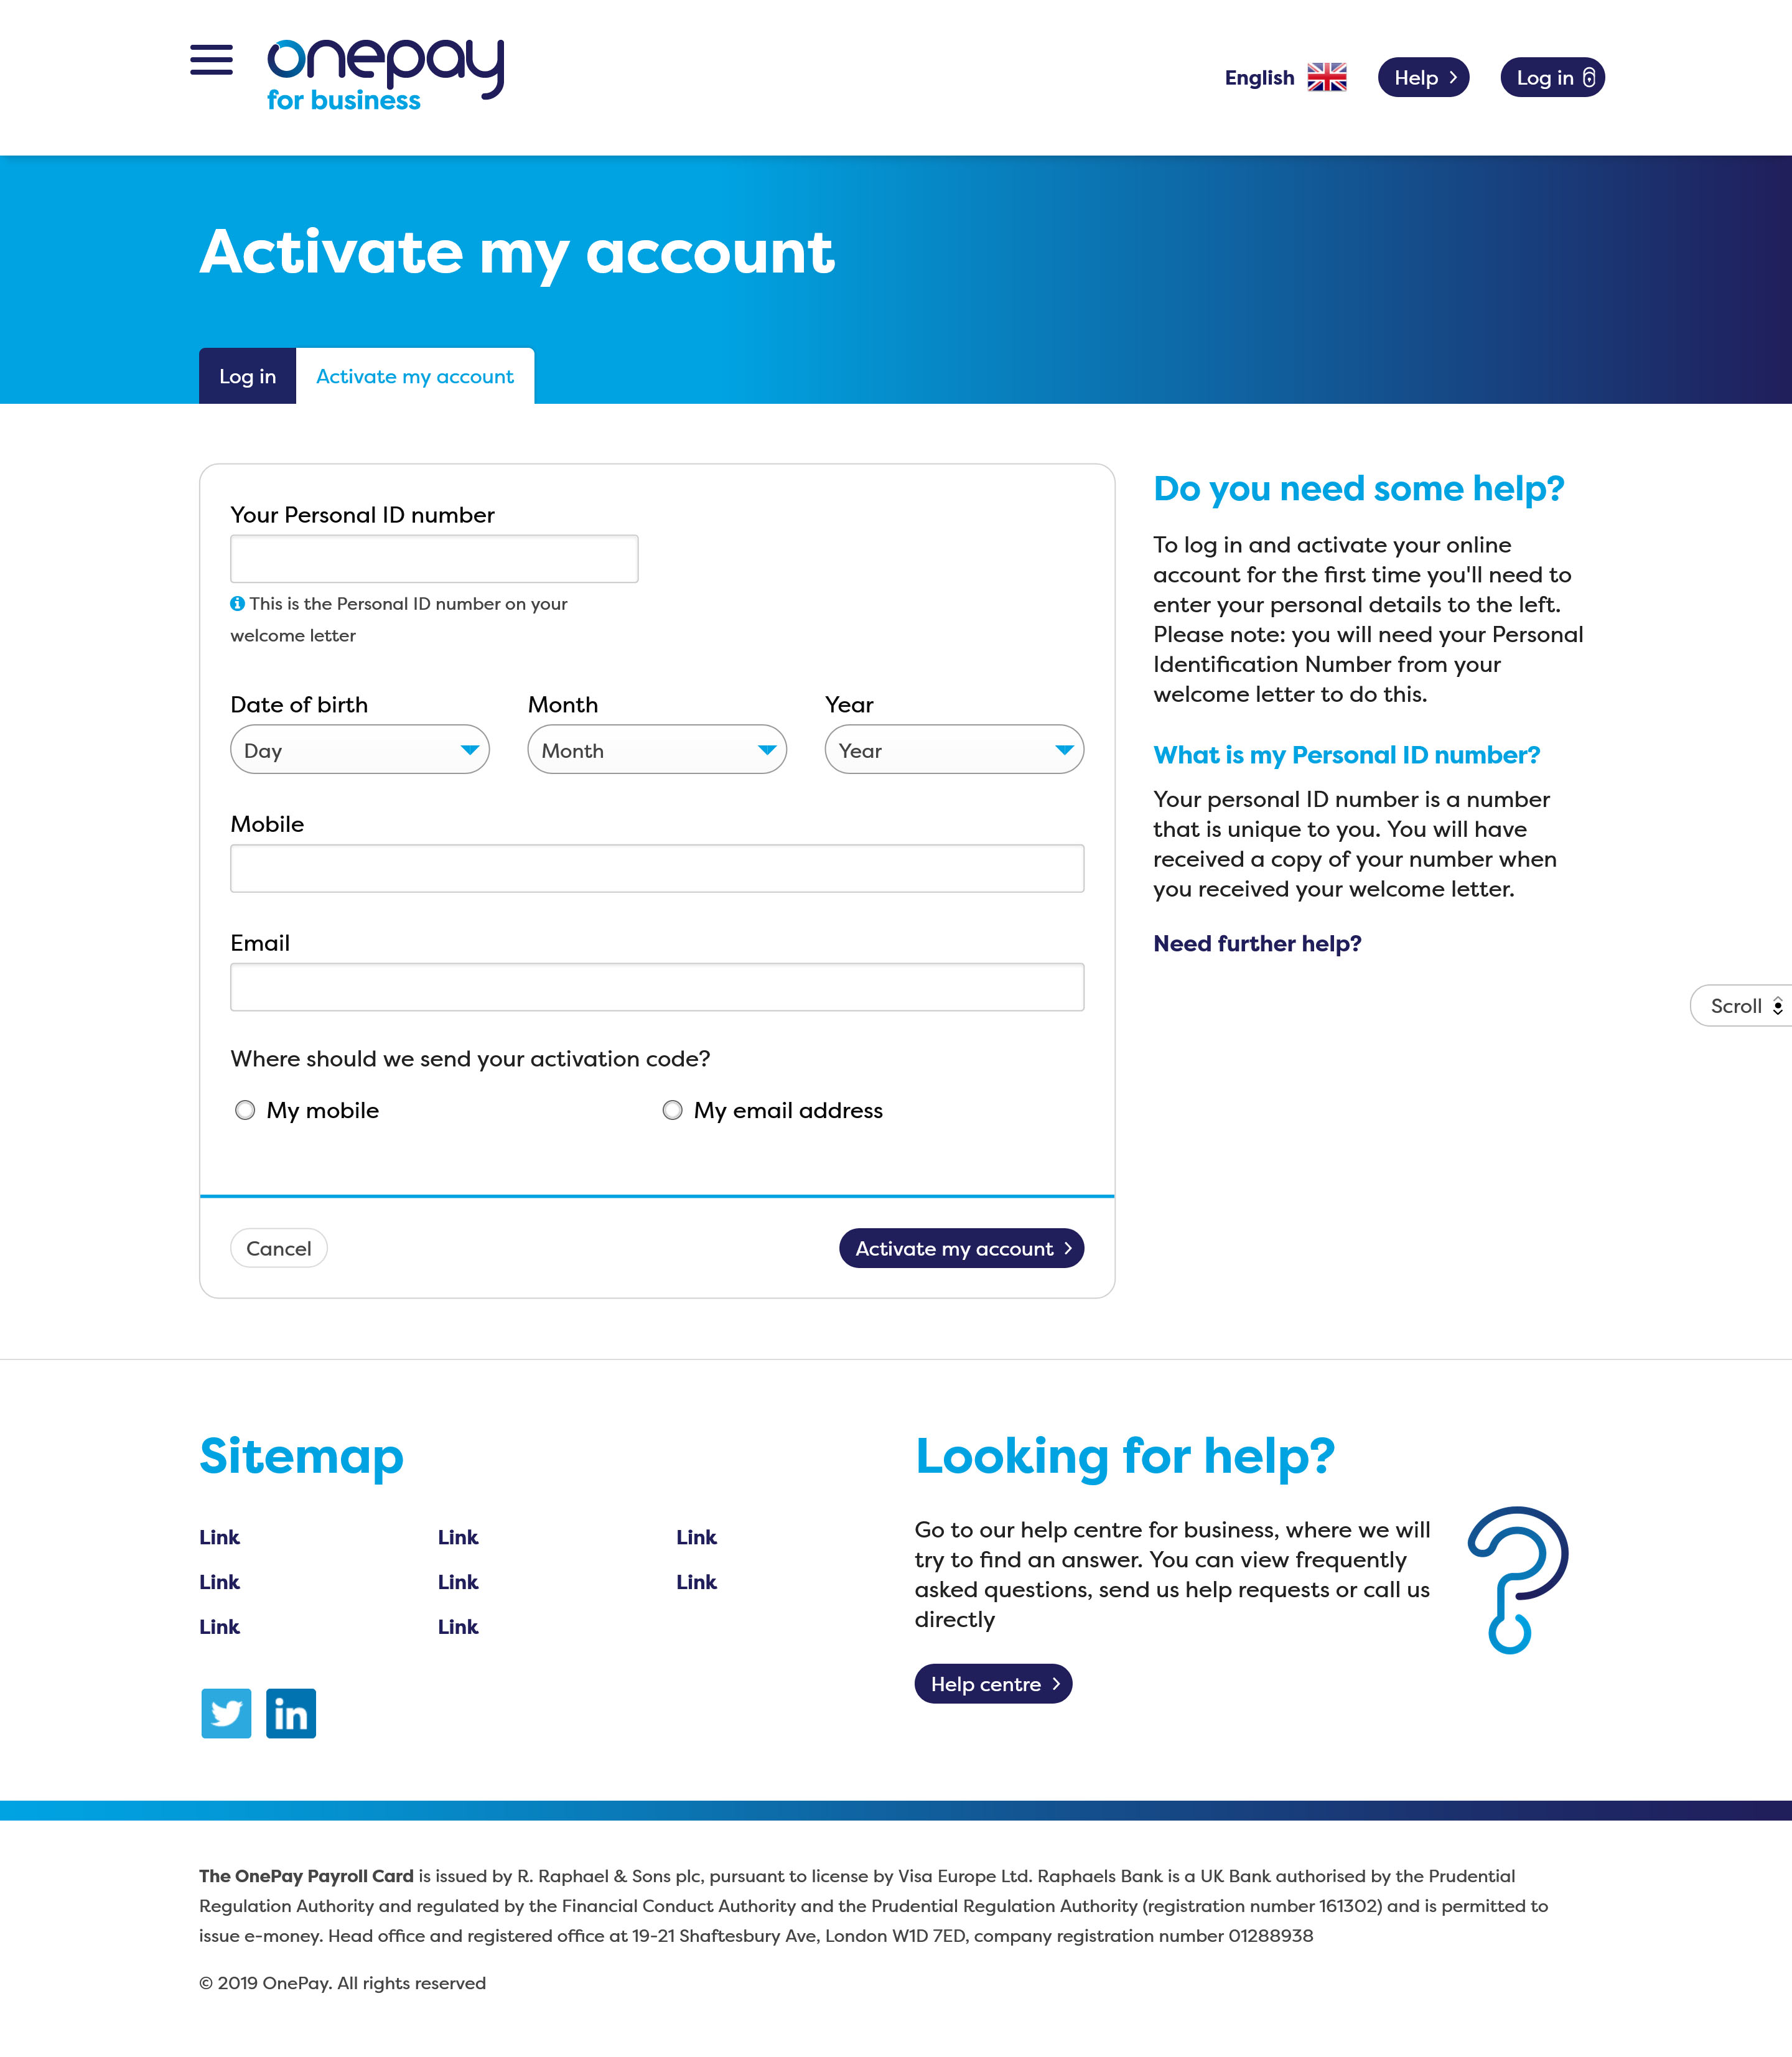 onepay
for business
English
Help
Log in
Activate my account
Log in
Activate my account
Your Personal ID number
This is the Personal ID number on your
welcome letter
Date of birth
Month
Year
Day
Month
Year
Mobile
Email
Where should we send your activation code?
My mobile
My email address
Cancel
Activate my account
Do you need some help?
To log in and activate your online
account for the first time you'll need to
enter your personal details to the left.
Please note: you will need your Personal
Identification Number from your
welcome letter to do this.
What is my Personal ID number?
Your personal ID number is a number
that is unique to you. You will have
received a copy of your number when
you received your welcome letter.
Need further help?
Scroll
Sitemap
Link
Link
Link
Link
Link
Link
Link
Link
in
Looking for help?
Go to our help centre for business, where we will
try to find an answer. You can view frequently
asked questions, send us help requests or call us
directly
Help centre
The OnePay Payroll Card is issued by R. Raphael & Sons plc, pursuant to license by Visa Europe Ltd. Raphaels Bank is a UK Bank authorised by the Prudential
Regulation Authority and regulated by the Financial Conduct Authority and the Prudential Regulation Authority (registration number 161302) and is permitted to
issue e-money. Head office and registered office at 19-21 Shaftesbury Ave, London W1D 7ED, company registration number 01288938
© 2019 OnePay. All rights reserved